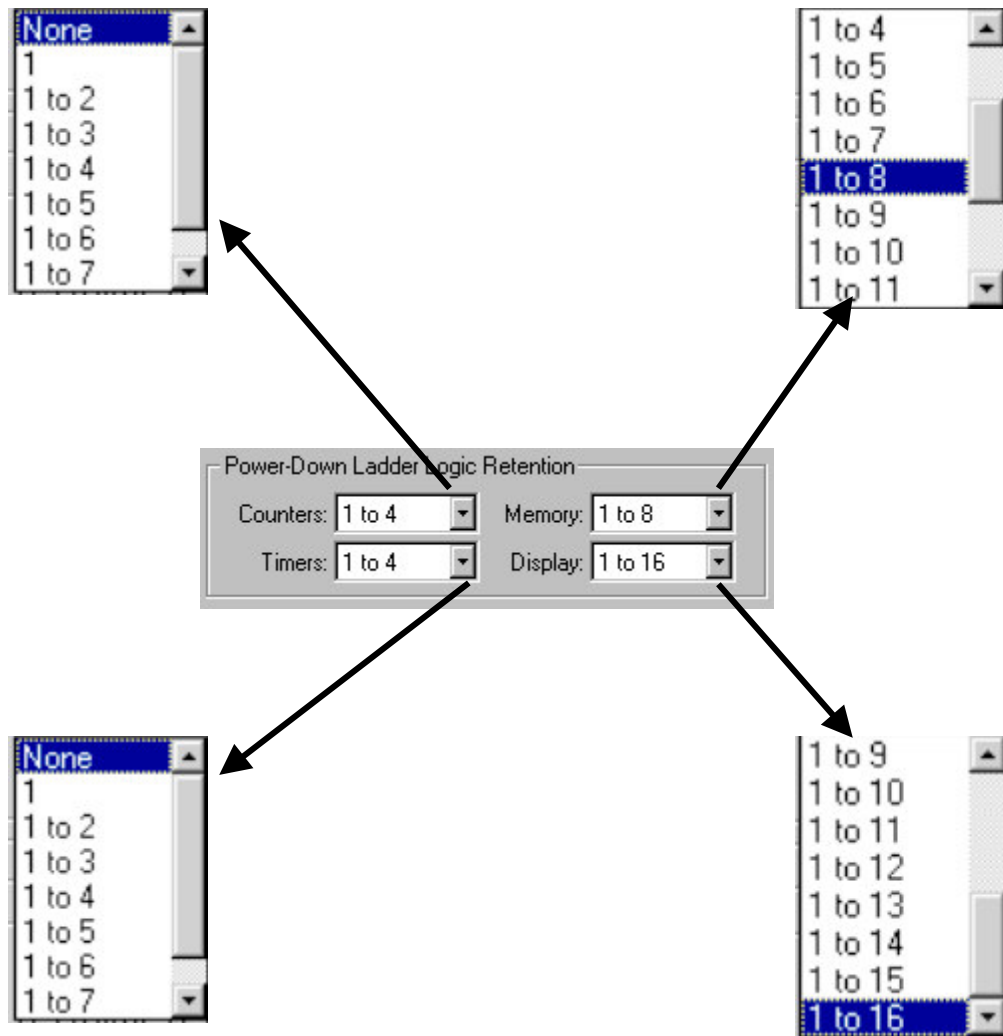 None
1
1 to 2
1 to 3
1 to 4
1 to 5
1 to 6
1 to 7
1 to 4
1 to 5
1 to 6
1 to 7
1 to 8
1 to 9
1 to 10
1 to 11
Power-Down Ladder Logic Retention
Counters: 1 to 4 Memory: 1 to 8
Timers: 1 to 4 Display: 1 to 16
None
1
1 to 2
1 to 3
1 to 4
1 to 5
1 to 6
1 to 7
1 to 9
1 to 10
1 to 11
1 to 12
1 to 13
1 to 14
1 to 15
1 to 16